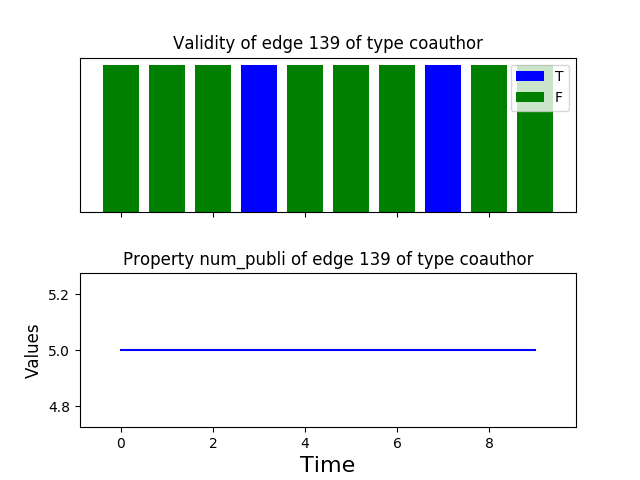 Validity of edge 139 of type coauthor
T
F
Property num_publi of edge 139 of type coauthor
5.2
5.0
4.8
Values
0 2 4 6 8
Time